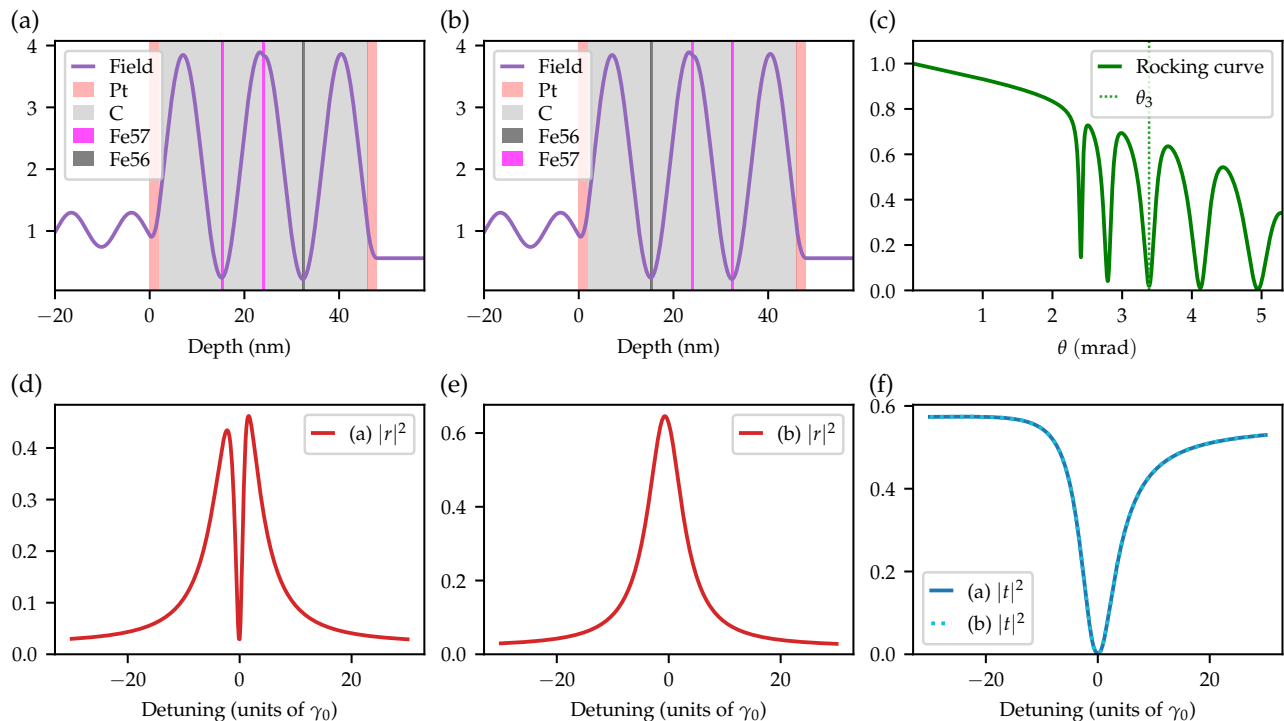 (a)
4
3
2
1
Field
Pt
C
Fe57
Fe56
−20
0
20
40
Depth (nm)
(b)
4
3
2
1
Field
Pt
C
Fe56
Fe57
−20
0
20
40
Depth (nm)
(c)
1.0
0.8
0.6
0.4
0.2
0.0
Rocking curve
θ₃
1
2
3
4
5
θ (mrad)
(d)
0.4
0.3
0.2
0.1
0.0
(a) |r|²
−20
0
20
Detuning (units of γ₀)
(e)
0.6
0.4
0.2
0.0
(b) |r|²
−20
0
20
Detuning (units of γ₀)
(f)
0.6
0.4
0.2
0.0
(a) |t|²
(b) |t|²
−20
0
20
Detuning (units of γ₀)